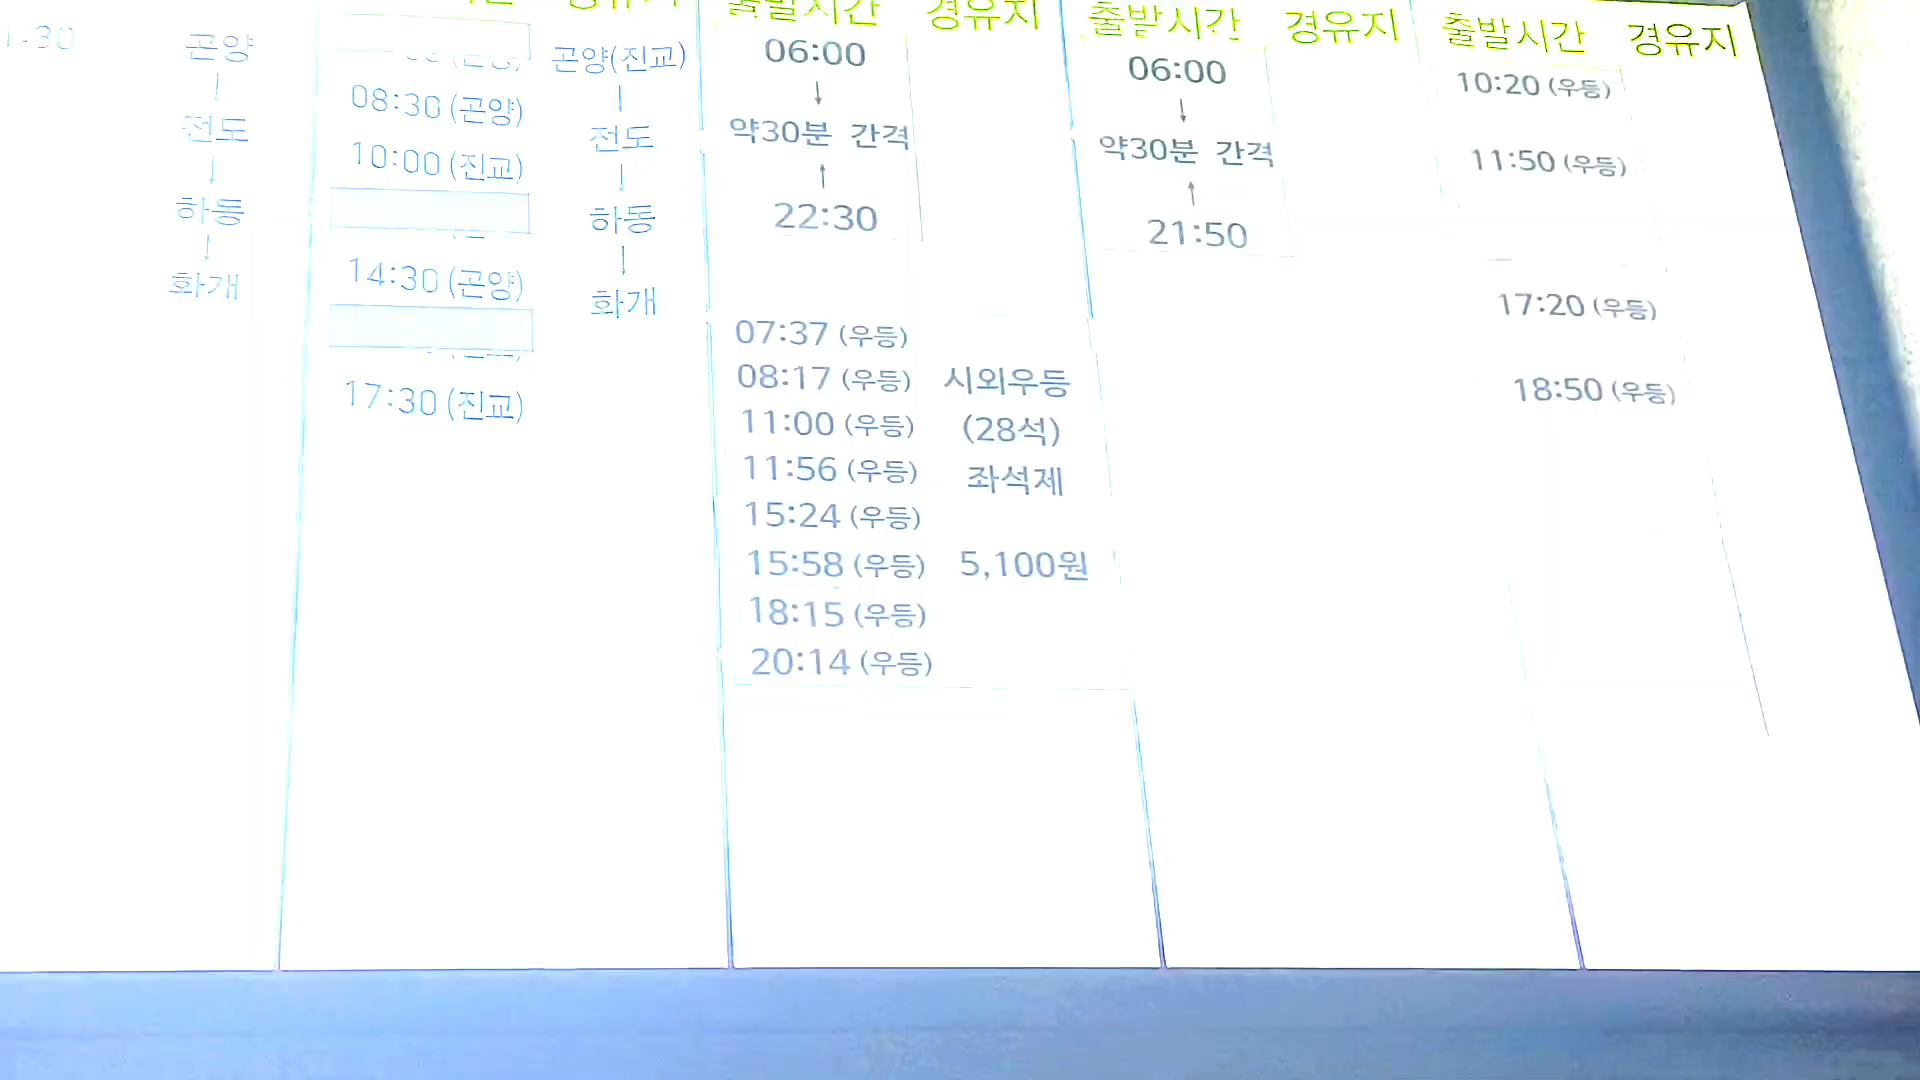 곤양
전도
하동
화개
08:30 (곤양)
10:00 (진교)
14:30 (곤양)
17:30 (진교)
곤양(진교)
전도
하동
화개
출발시간 경유지
06:00
약30분 간격
22:30
07:37 (우등)
08:17 (우등)
11:00 (우등)
11:56 (우등)
15:24 (우등)
15:58 (우등)
18:15 (우등)
20:14 (우등)
시외우등
(28석)
좌석제
5,100원
출발시간 경유지
06:00
약30분 간격
21:50
출발시간 경유지
10:20 (우등)
11:50 (우등)
17:20 (우등)
18:50 (우등)